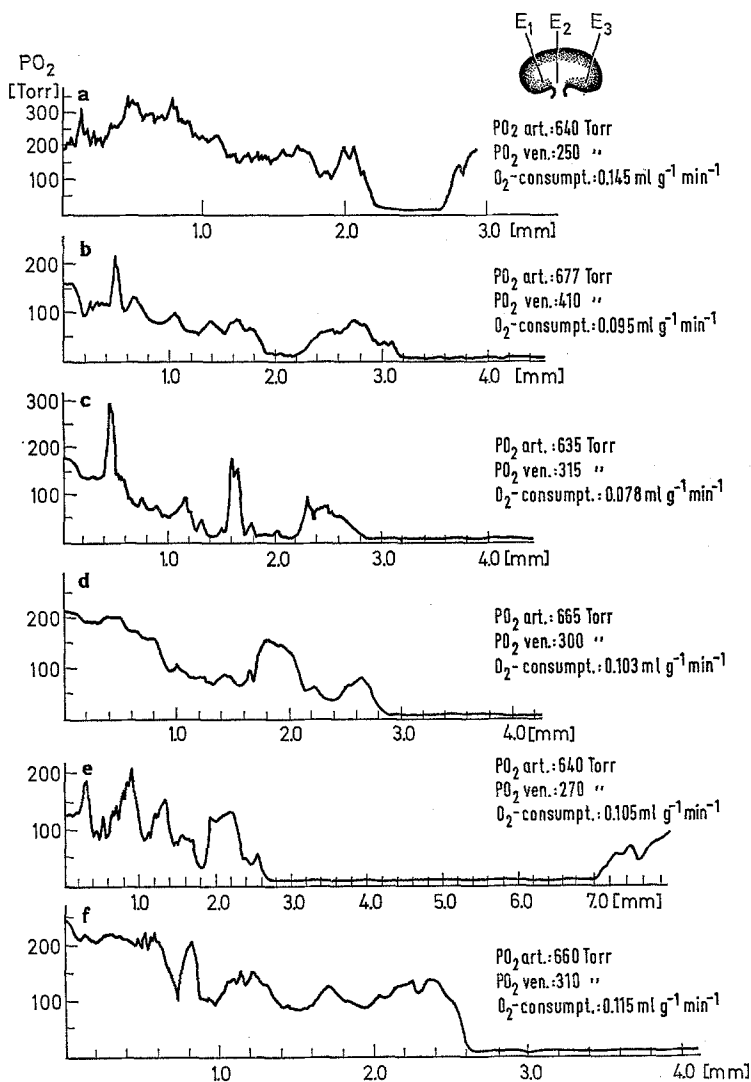 E1 E2 E3
PO2
[Torr]
a
300
200
100
1.0 2.0 3.0 [mm]
PO2 art.:640 Torr
PO2 ven.:250 "
O2-consumpt.:0.145 ml g-1 min-1
b
200
100
1.0 2.0 3.0 4.0 [mm]
PO2 art.:677 Torr
PO2 ven.:410 "
O2-consumpt.:0.095 ml g-1 min-1
c
300
200
100
1.0 2.0 3.0 4.0 [mm]
PO2 art.:635 Torr
PO2 ven.:315 "
O2-consumpt.:0.078 ml g-1 min-1
d
200
100
1.0 2.0 3.0 4.0 [mm]
PO2 art.:665 Torr
PO2 ven.:300 "
O2-consumpt.:0.103 ml g-1 min-1
e
200
100
1.0 2.0 3.0 4.0 5.0 6.0 7.0 [mm]
PO2 art.:640 Torr
PO2 ven.:270 "
O2-consumpt.:0.105 ml g-1 min-1
f
200
100
1.0 2.0 3.0 4.0 [mm]
PO2 art.:660 Torr
PO2 ven.:310 "
O2-consumpt.:0.115 ml g-1 min-1